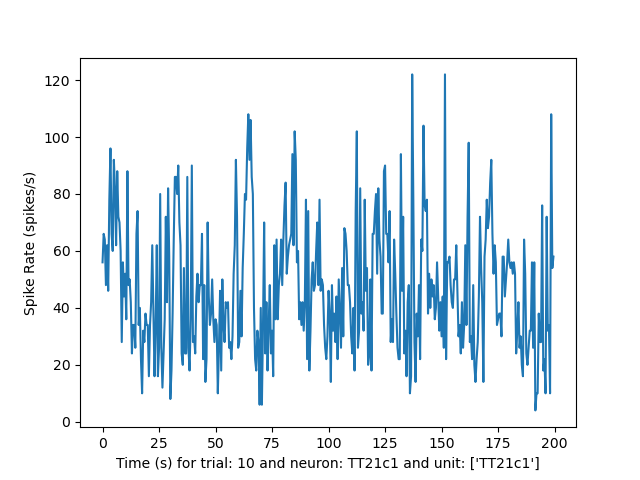 120
100
80
60
40
20
0
Spike Rate (spikes/s)
0 25 50 75 100 125 150 175 200
Time (s) for trial: 10 and neuron: TT21c1 and unit: ['TT21c1']